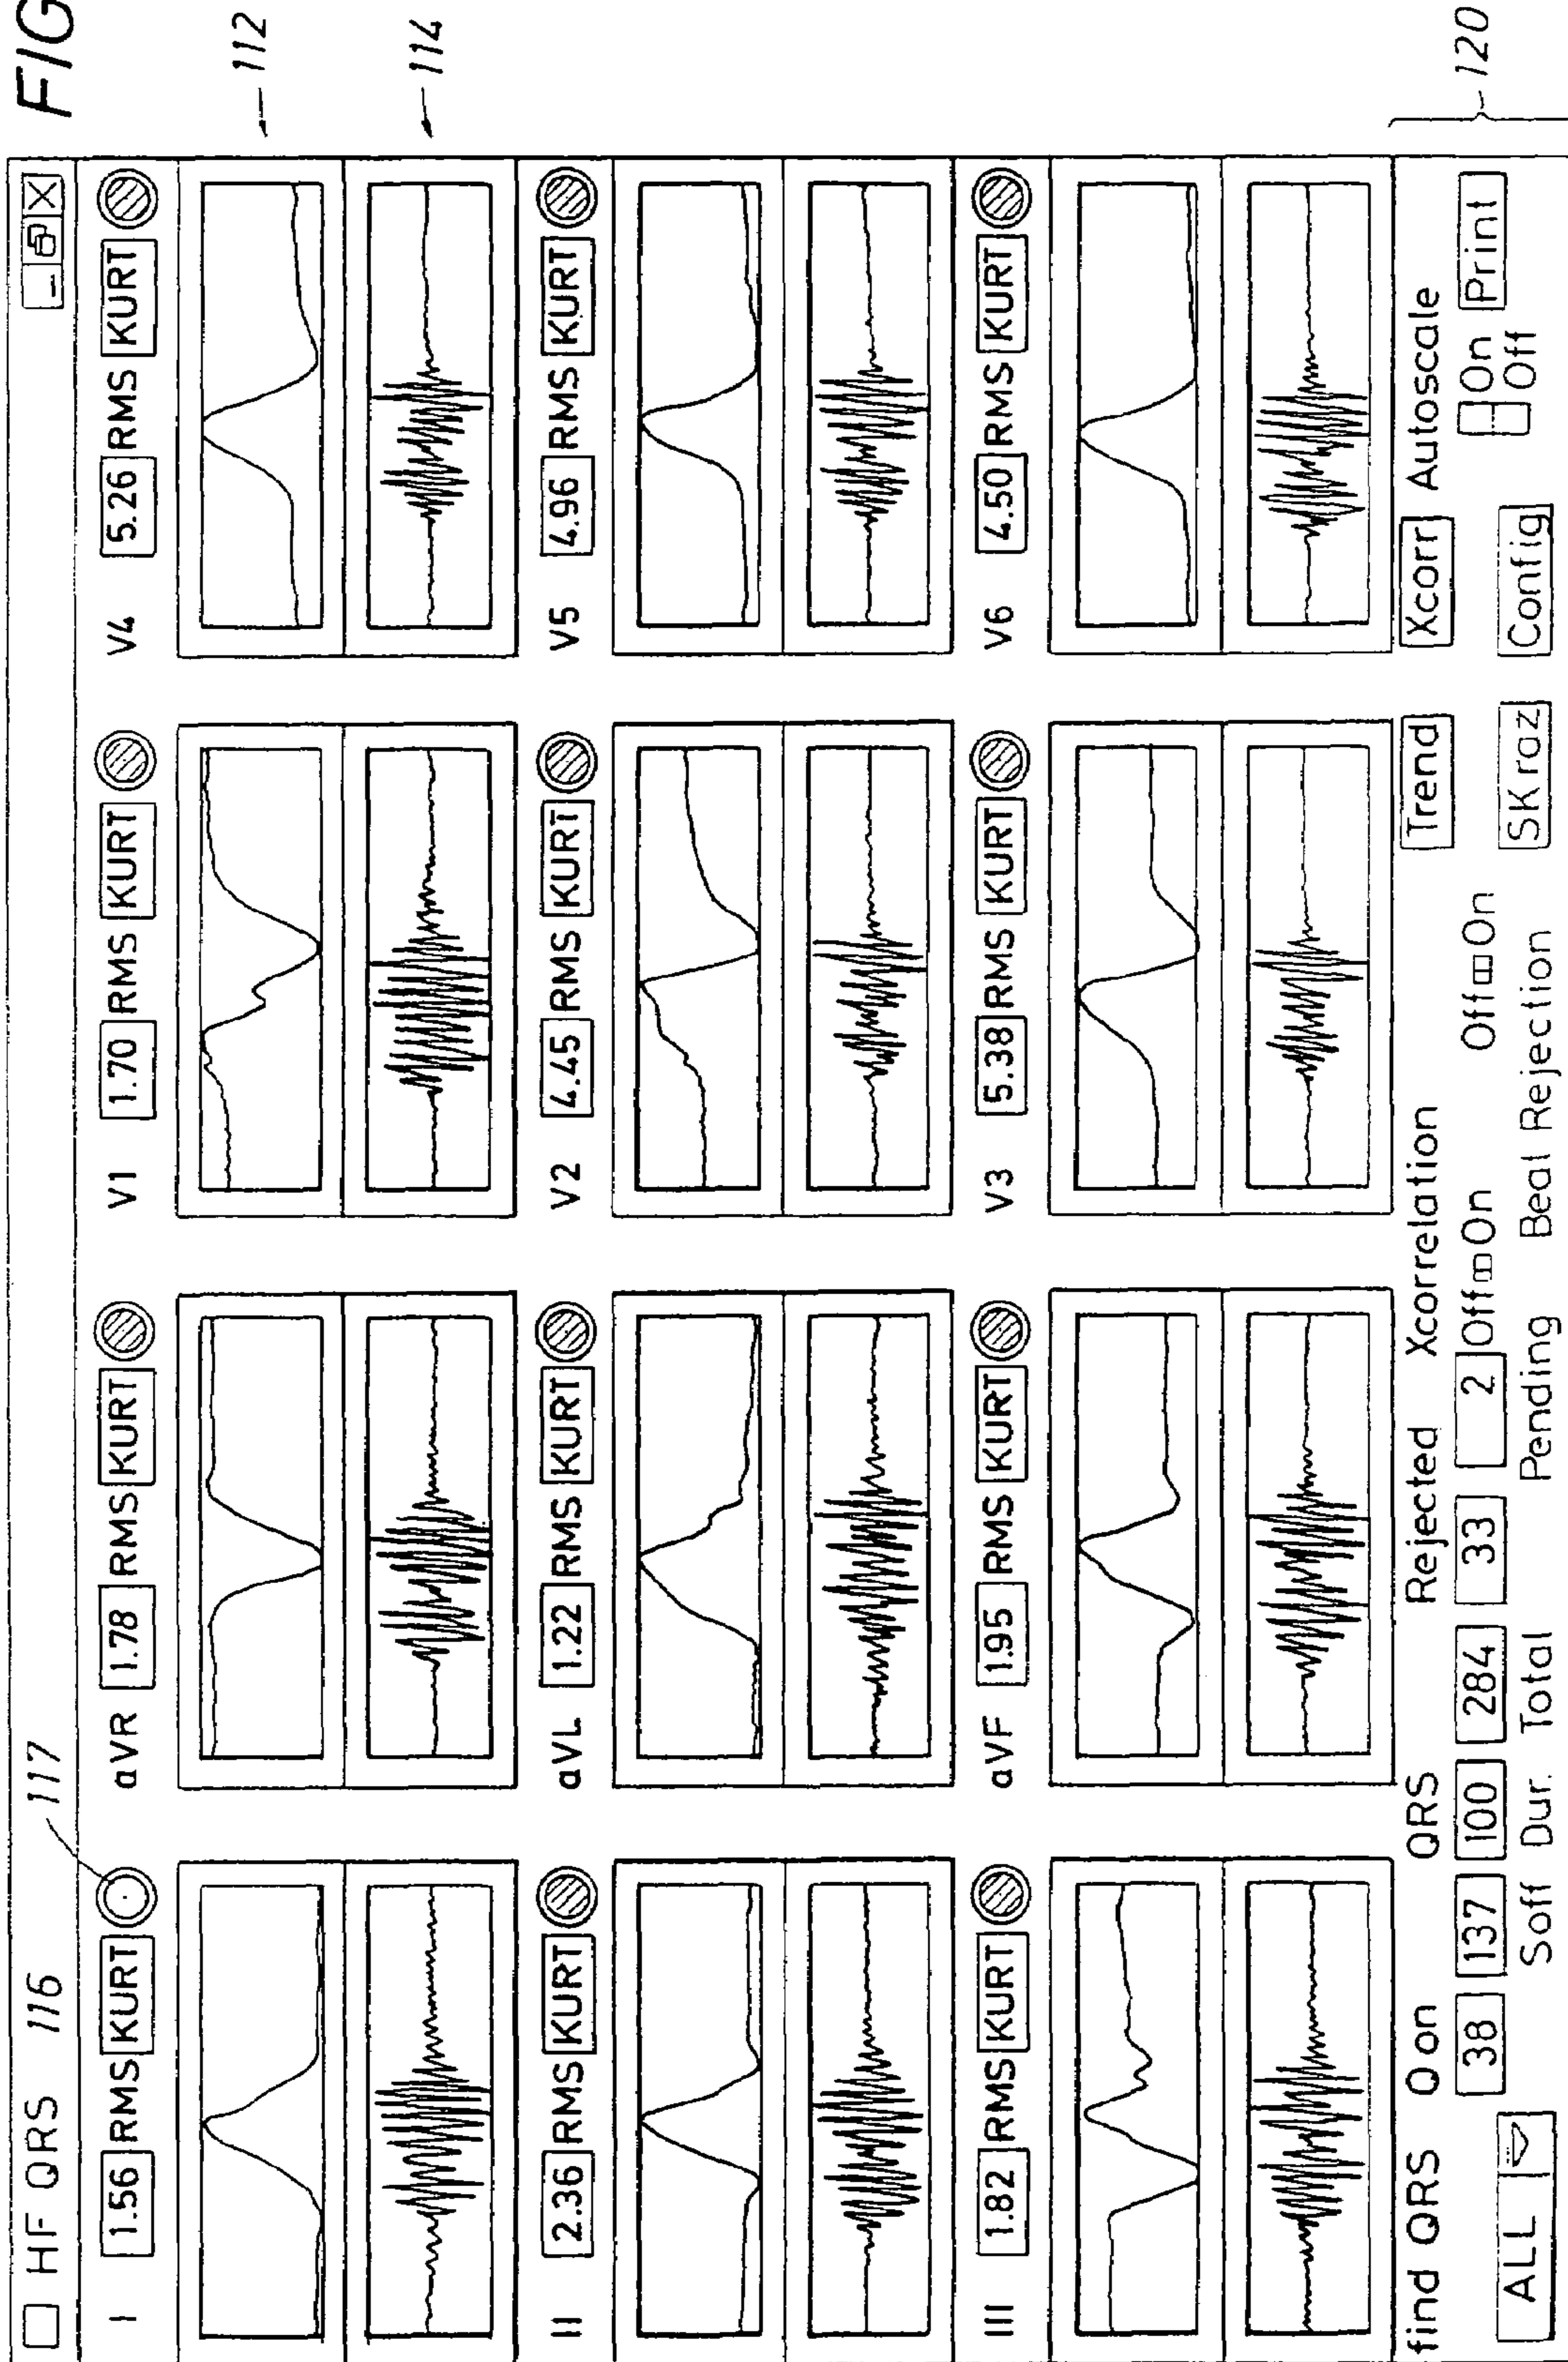 FIG
HF QRS 116
117
I 1.56 RMS KURT
aVR 1.78 RMS KURT
V1 1.70 RMS KURT
V4 5.26 RMS KURT
112
114
II 2.36 RMS KURT
aVL 1.22 RMS KURT
V2 4.45 RMS KURT
V5 4.96 RMS KURT
III 1.82 RMS KURT
aVF 1.95 RMS KURT
V3 5.38 RMS KURT
V6 4.50 RMS KURT
find QRS Q on QRS Rejected Xcorrelation Trend Xcorr Autoscale
ALL 38 137 100 284 33 2 Off On Off On On Print
Off
Soff Dur. Total Pending Beal Rejection SKraz Config
120